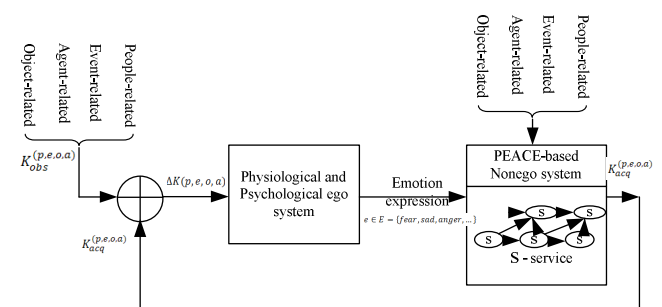 Object-related
Agent-related
Event-related
People-related
Object-related
Agent-related
Event-related
People-related
K_obs^(p,e,o,a)
ΔK(p, e, o, a)
K_acq^(p,e,o,a)
Physiological and
Psychological ego
system
Emotion
expression
e ∈ E = {fear, sad, anger, ...}
PEACE-based
Nonego system
K_acq^(p,e,o,a)
S S
S S S
S - service